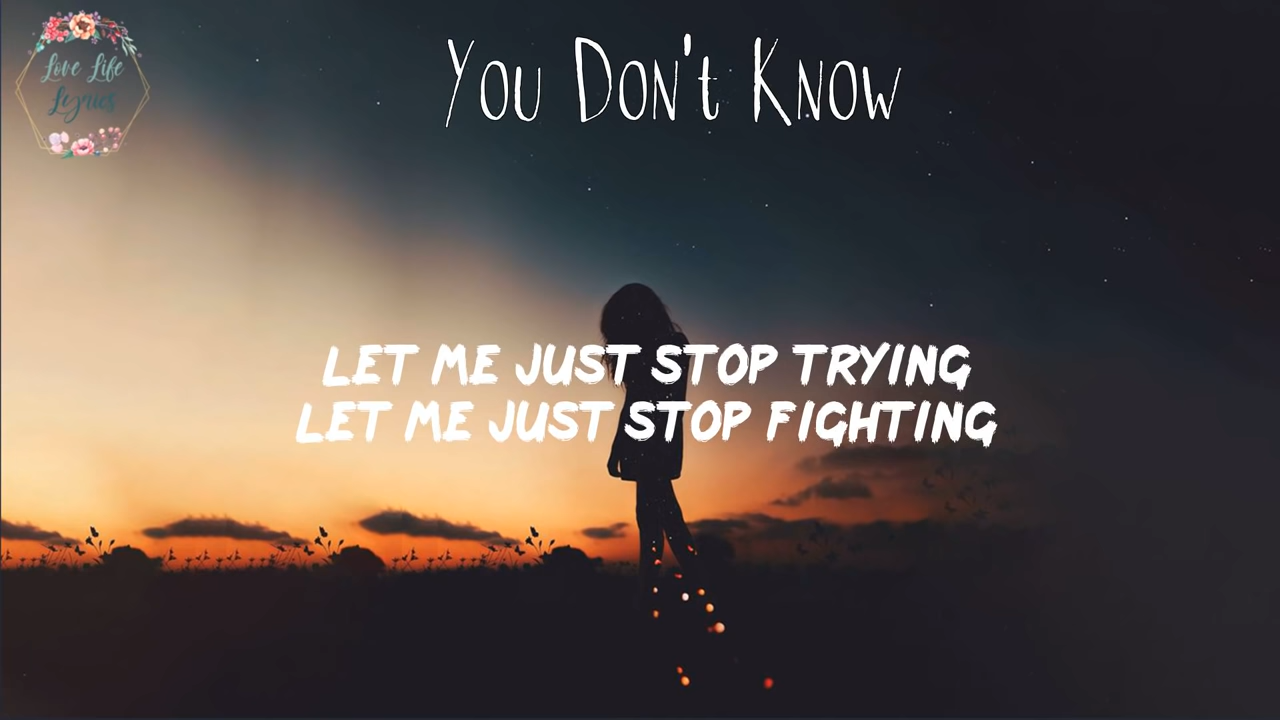 Love Life
Lyrics
You Don't Know
LET ME JUST STOP TRYING
LET ME JUST STOP FIGHTING